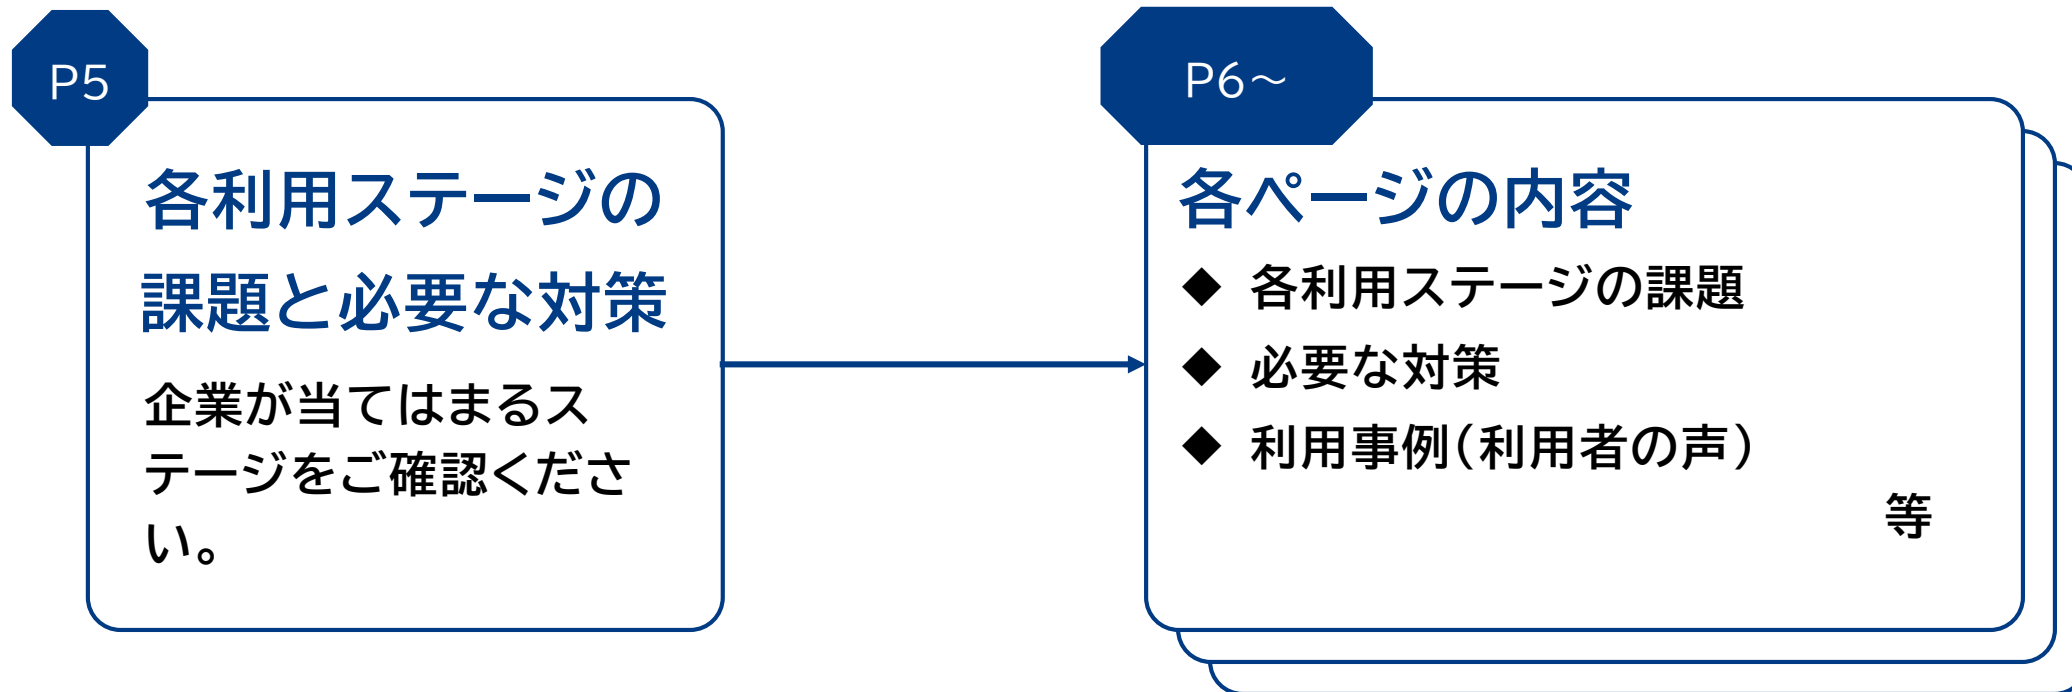 P5
各利用ステージの
課題と必要な対策
企業が当てはまるス
テージをご確認くださ
い。
P6～
各ページの内容
◆ 各利用ステージの課題
◆ 必要な対策
◆ 利用事例(利用者の声)
等